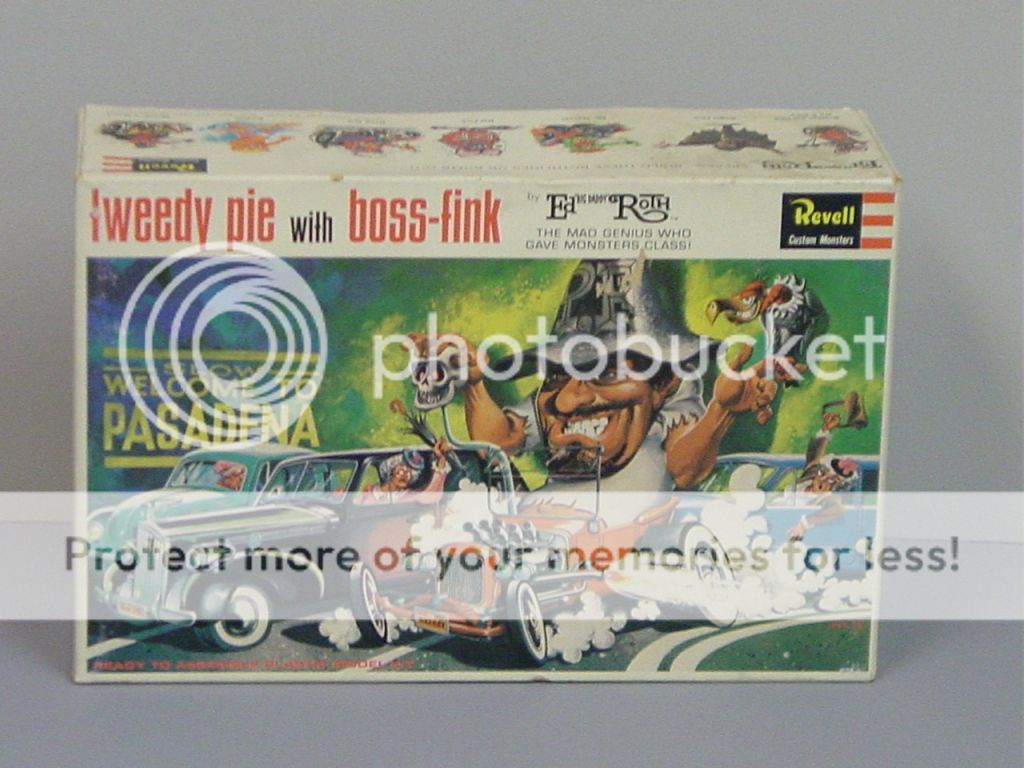 tweedy pie with boss-fink
by Ed "BIG DADDY" Roth
THE MAD GENIUS WHO
GAVE MONSTERS CLASS!
Revell
Custom Monsters
photobucket
SLOW
WELCOME TO
PASADENA
Protect more of your memories for less!
READY TO ASSEMBLE PLASTIC MODEL KIT